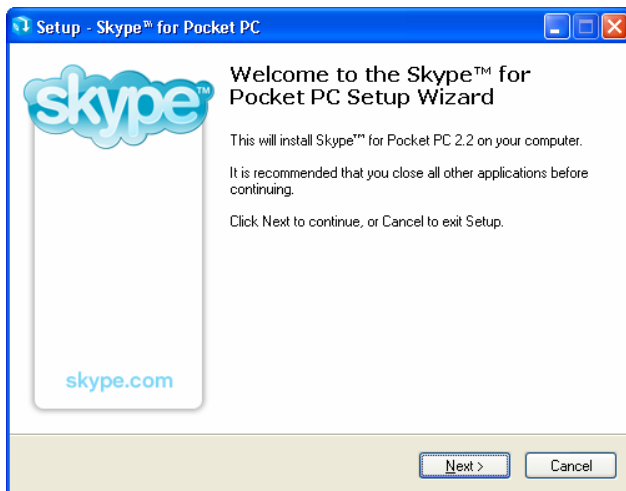 Setup - Skype™ for Pocket PC
skype™
Welcome to the Skype™ for
Pocket PC Setup Wizard
This will install Skype™ for Pocket PC 2.2 on your computer.
It is recommended that you close all other applications before
continuing.
Click Next to continue, or Cancel to exit Setup.
skype.com
Next >
Cancel